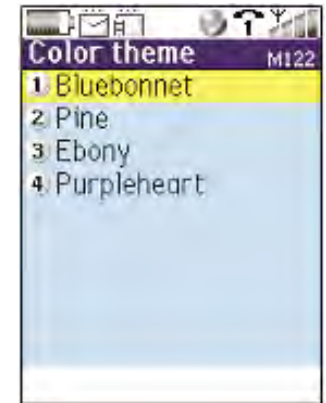 Color theme M122
1 Bluebonnet
2 Pine
3 Ebony
4 Purpleheart